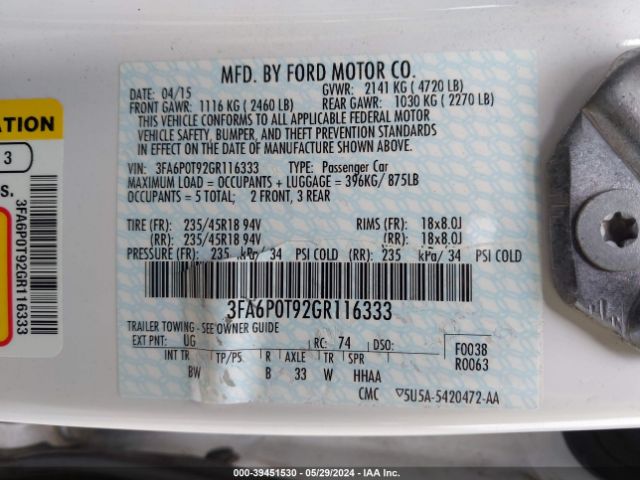 MFD. BY FORD MOTOR CO.
DATE: 04/15 GVWR: 2141 KG ( 4720 LB)
FRONT GAWR: 1116 KG ( 2460 LB) REAR GAWR: 1030 KG ( 2270 LB)
THIS VEHICLE CONFORMS TO ALL APPLICABLE FEDERAL MOTOR
VEHICLE SAFETY, BUMPER, AND THEFT PREVENTION STANDARDS
IN EFFECT ON THE DATE OF MANUFACTURE SHOWN ABOVE.
VIN: 3FA6P0T92GR116333 TYPE: Passenger Car
MAXIMUM LOAD = OCCUPANTS + LUGGAGE = 396KG/ 875LB
OCCUPANTS = 5 TOTAL; 2 FRONT, 3 REAR
TIRE (FR): 235/45R18 94V RIMS (FR): 18x8.0J
(RR): 235/45R18 94V (RR): 18x8.0J
PRESSURE (FR): 235 kPa/ 34 PSI COLD (RR): 235 kPa/ 34 PSI COLD
3FA6P0T92GR116333
TRAILER TOWING - SEE OWNER GUIDE
EXT PNT: UG RC: 74 DSO: F0038
INT TR TP/PS R AXLE TR SPR R0063
BW B 33 W HHAA
CMC ▽5U5A-5420472-AA
ATION
3
S.
3FA6P0T92GR116333
000-39451530 - 05/29/2024 - IAA Inc.